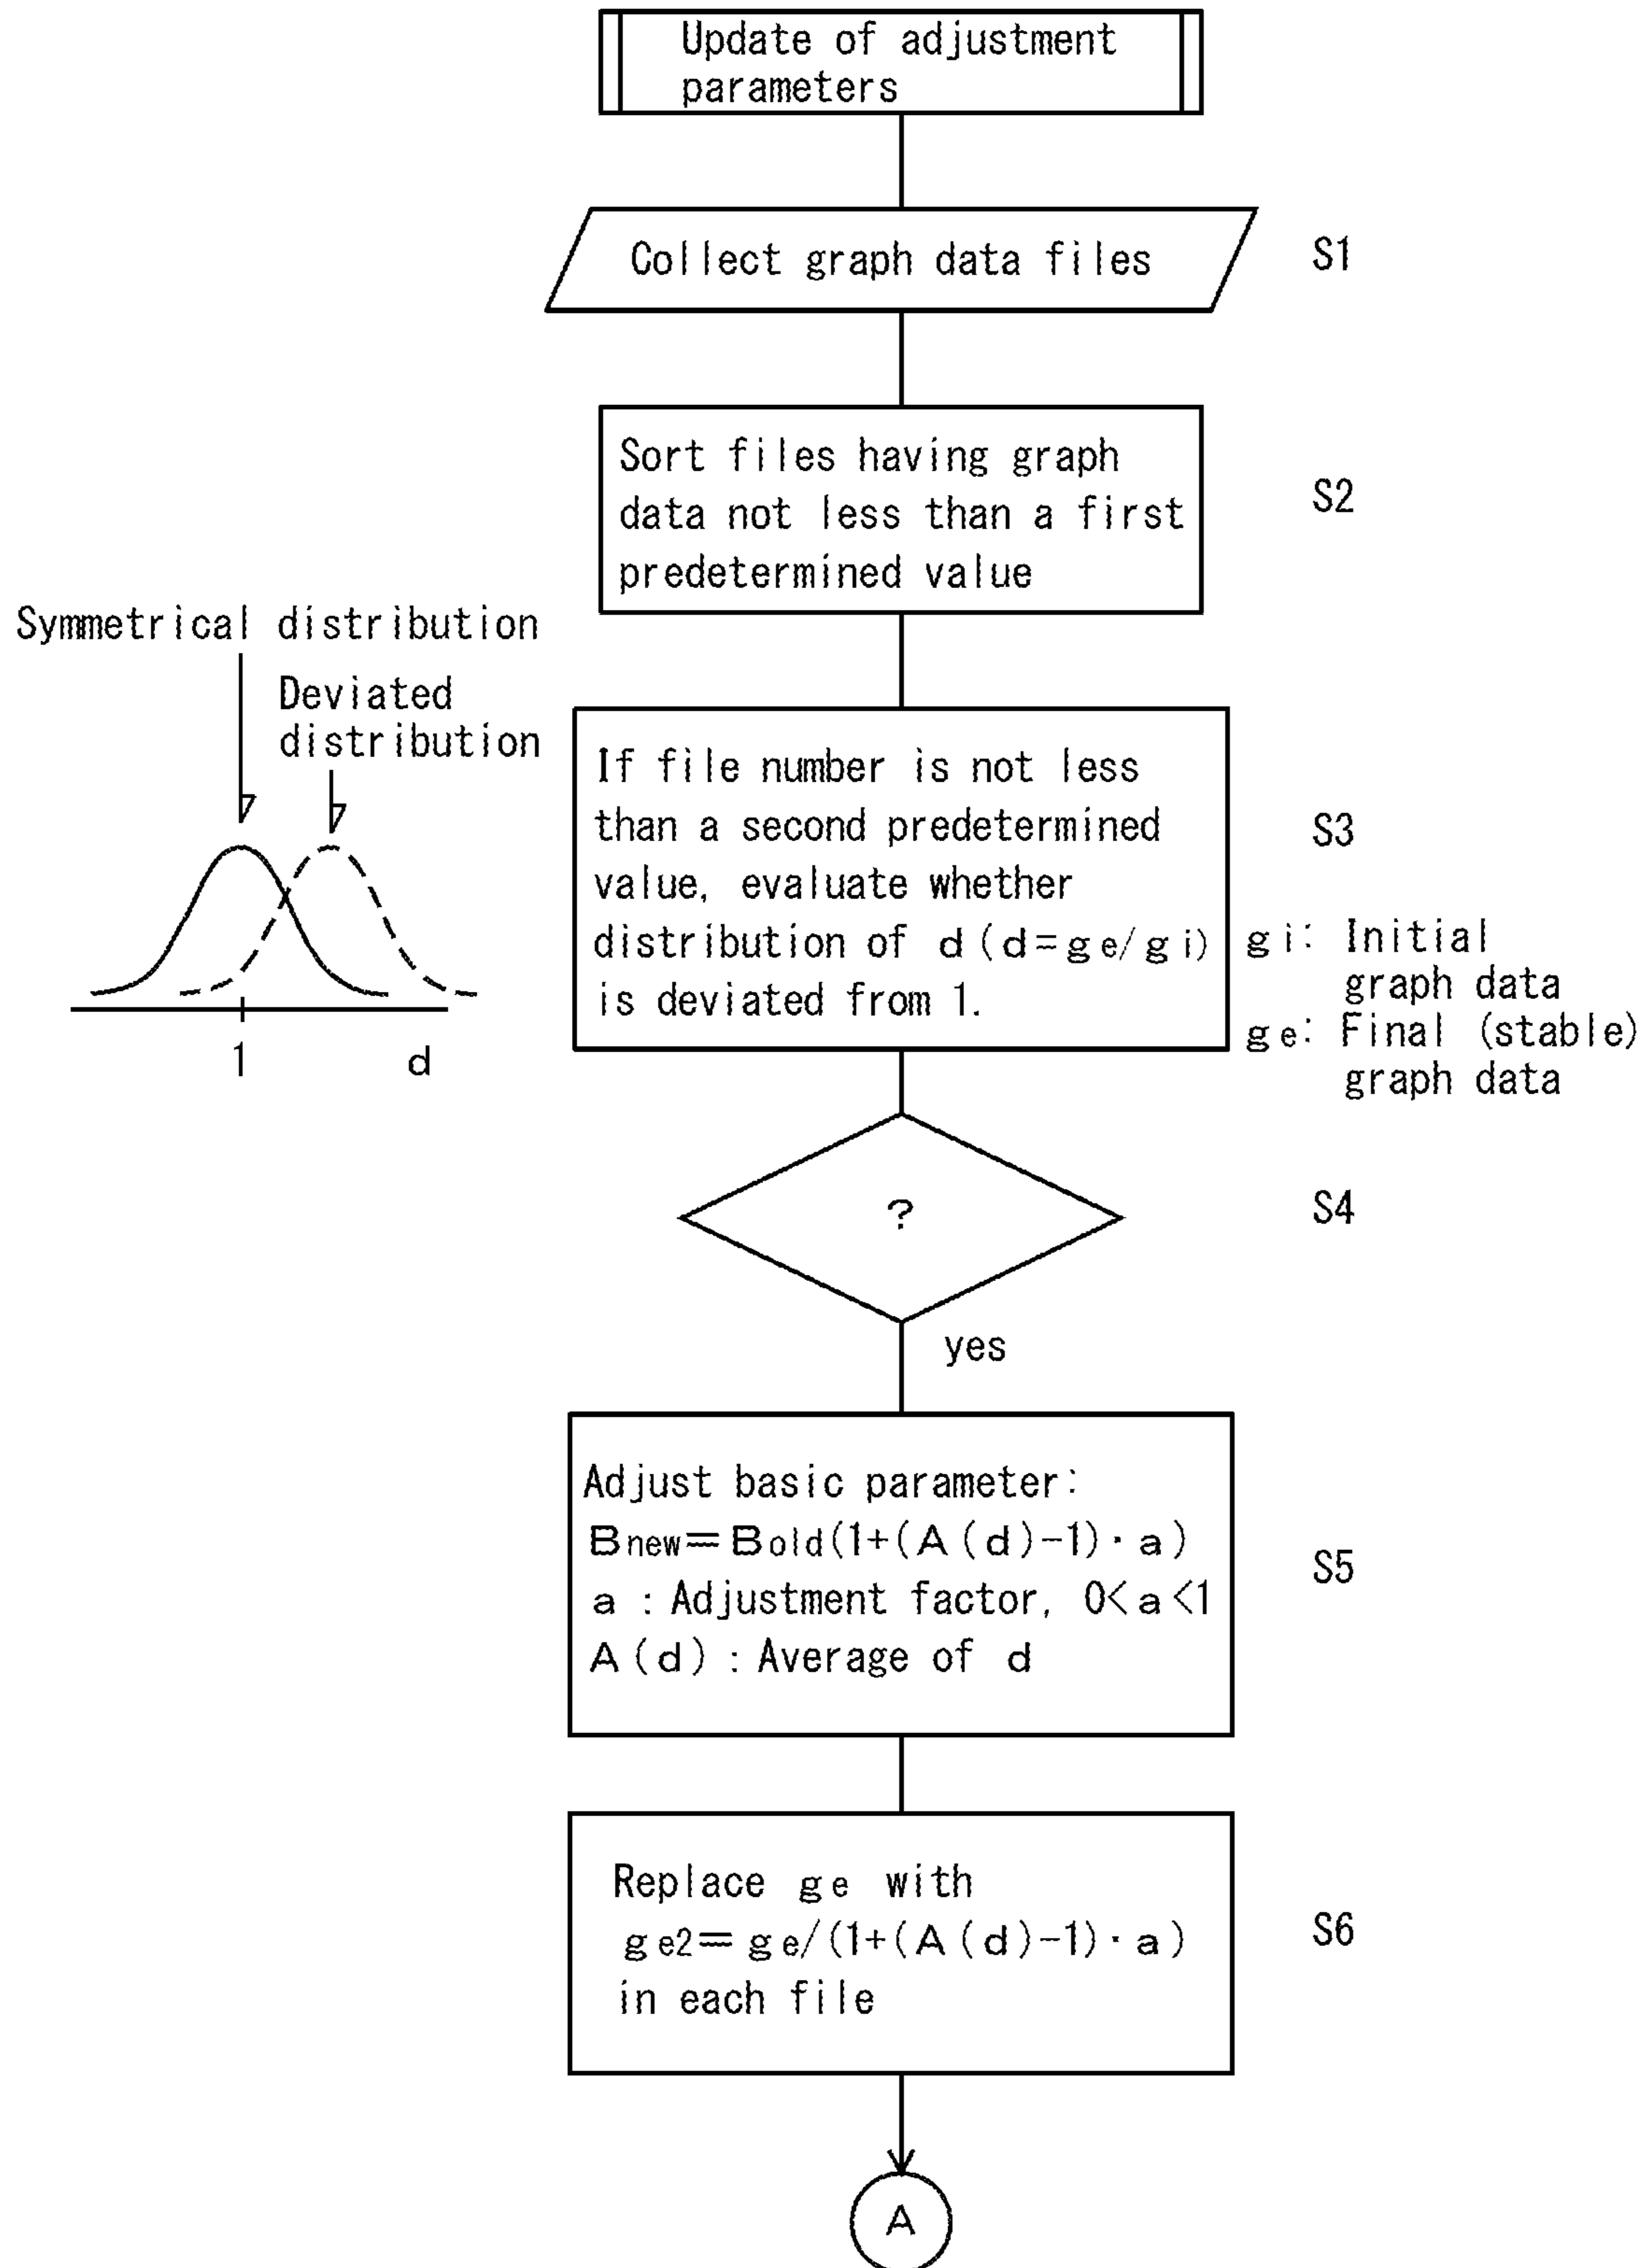 Update of adjustment
parameters
Collect graph data files
S1
Sort files having graph
data not less than a first
predetermined value
S2
Symmetrical distribution
Deviated
distribution
1
d
If file number is not less
than a second predetermined
value, evaluate whether
distribution of d(d=ge/gi)
is deviated from 1.
S3
gi: Initial
graph data
ge: Final (stable)
graph data
?
S4
yes
Adjust basic parameter:
Bnew=Bold(1+(A(d)-1)·a)
a : Adjustment factor, 0<a<1
A(d) : Average of d
S5
Replace ge with
ge2=ge/(1+(A(d)-1)·a)
in each file
S6
A